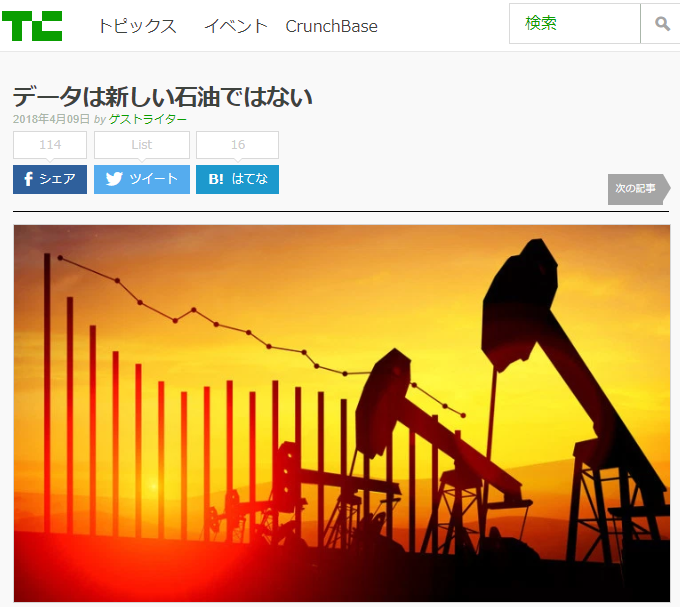 TC トピックス イベント CrunchBase 検索
データは新しい石油ではない
2018年4月09日 by ゲストライター
114 List 16
シェア ツイート B! はてな
次の記事